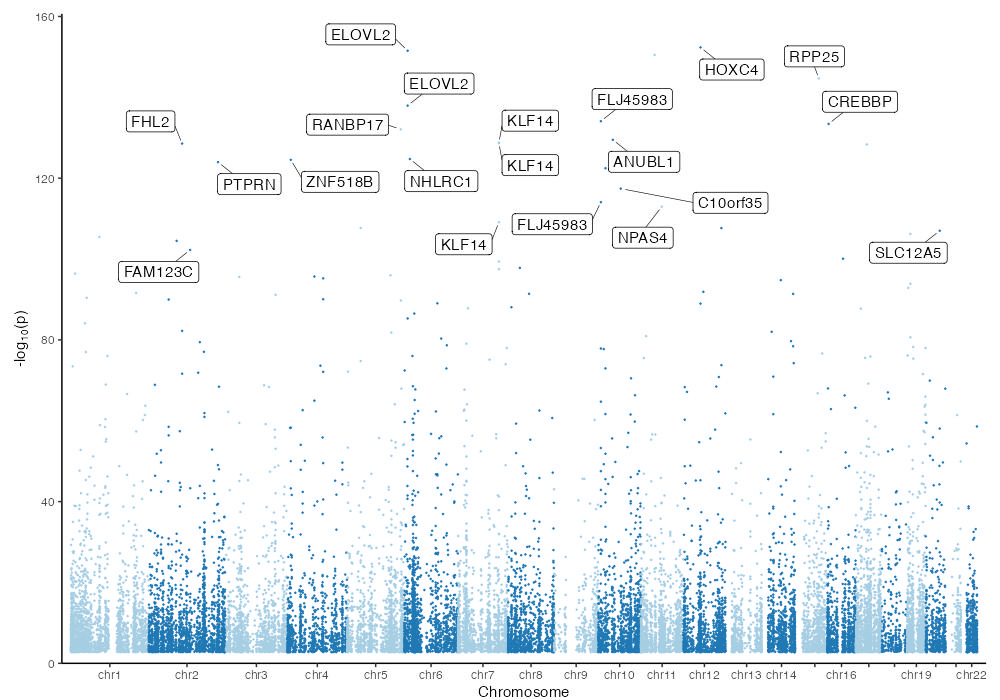 160
120
80
40
0
-log10(p)
ELOVL2
HOXC4
RPP25
ELOVL2
FLJ45983
CREBBP
FHL2
RANBP17
KLF14
KLF14
ANUBL1
PTPRN
ZNF518B
NHLRC1
C10orf35
FLJ45983
NPAS4
KLF14
SLC12A5
FAM123C
chr1 chr2 chr3 chr4 chr5 chr6 chr7 chr8 chr9 chr10 chr11 chr12 chr13 chr14 chr16 chr19 chr22
Chromosome